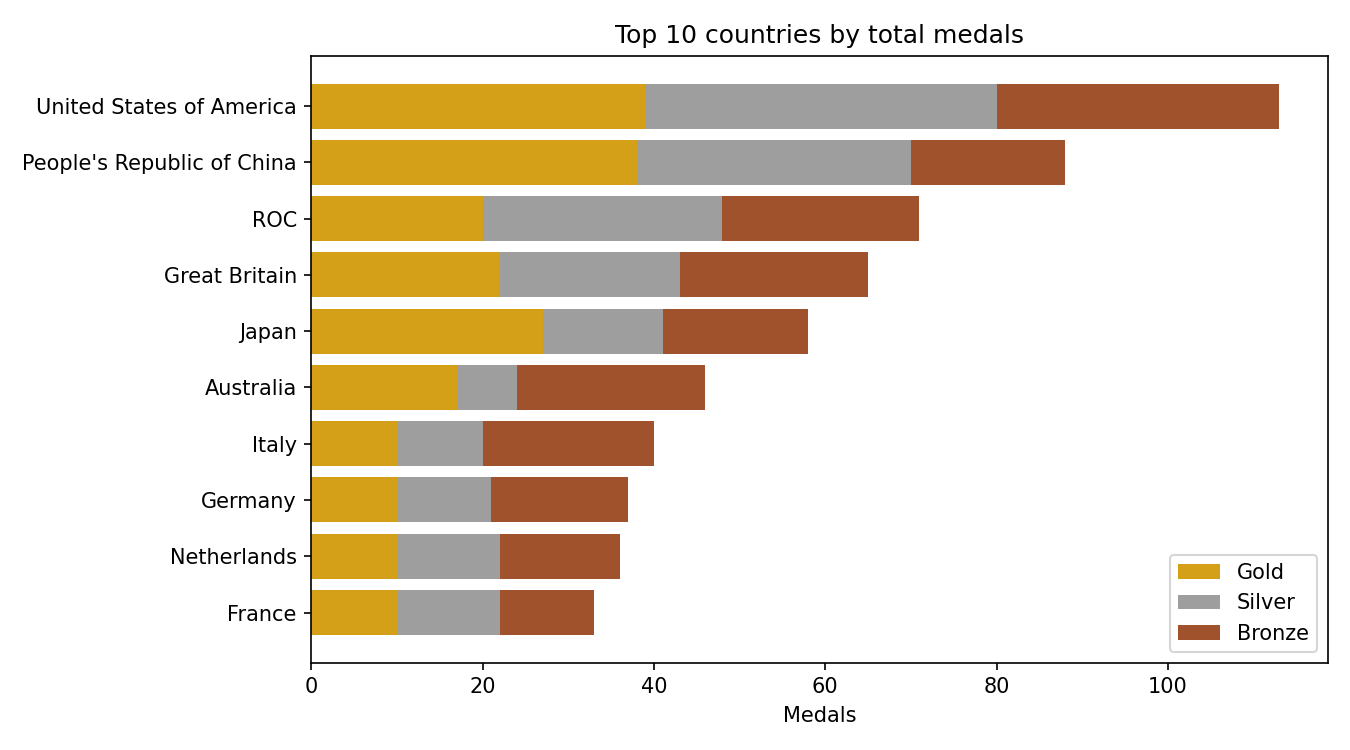 Top 10 countries by total medals
United States of America
People's Republic of China
ROC
Great Britain
Japan
Australia
Italy
Germany
Netherlands
France
Gold
Silver
Bronze
0 20 40 60 80 100
Medals